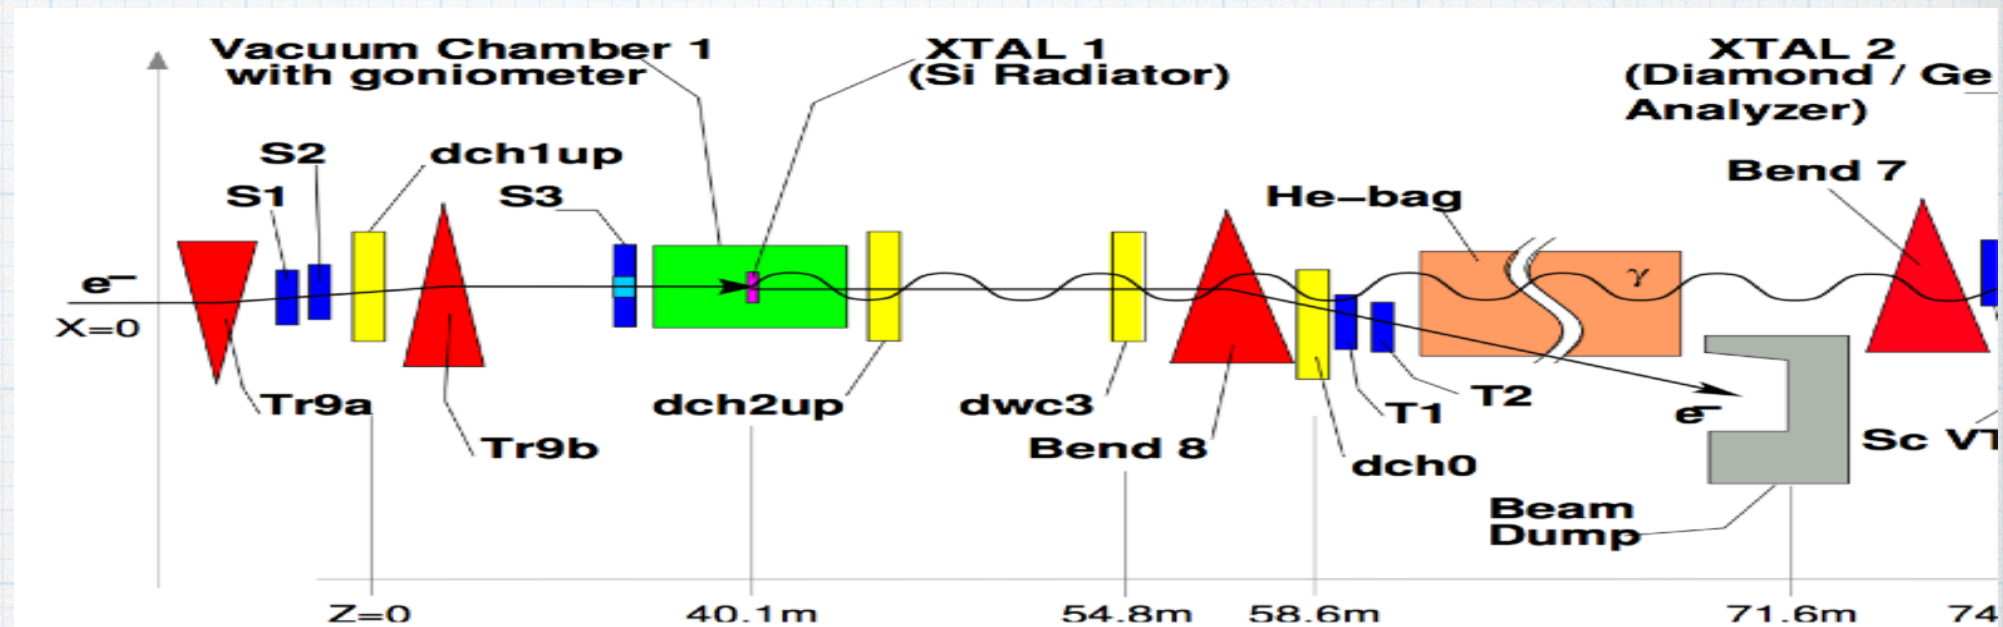 Vacuum Chamber 1
with goniometer
XTAL 1
(Si Radiator)
XTAL 2
(Diamond / Ge
Analyzer)
S2
dch1up
S1
S3
He–bag
Bend 7
e–
X=0
γ
Tr9a
Tr9b
dch2up
dwc3
Bend 8
T1
T2
dch0
e–
Sc VT
Beam
Dump
Z=0
40.1m
54.8m
58.6m
71.6m
74